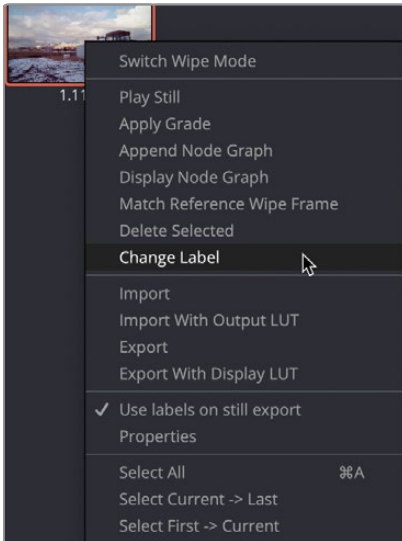 1.11
Switch Wipe Mode
Play Still
Apply Grade
Append Node Graph
Display Node Graph
Match Reference Wipe Frame
Delete Selected
Change Label
Import
Import With Output LUT
Export
Export With Display LUT
✓ Use labels on still export
Properties
Select All ⌘A
Select Current -> Last
Select First -> Current